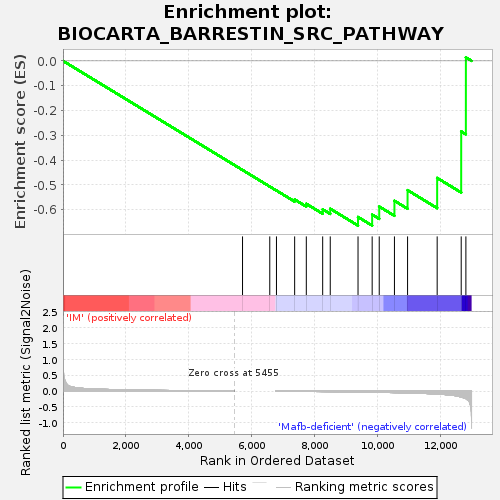 Enrichment plot:
BIOCARTA_BARRESTIN_SRC_PATHWAY
Enrichment score (ES)
0.0
-0.1
-0.2
-0.3
-0.4
-0.5
-0.6
'IM' (positively correlated)
Ranked list metric (Signal2Noise)
2.5
2.0
1.5
1.0
0.5
0.0
-0.5
-1.0
Zero cross at 5455
'Mafb-deficient' (negatively correlated)
0 2,000 4,000 6,000 8,000 10,000 12,000
Rank in Ordered Dataset
Enrichment profile Hits Ranking metric scores